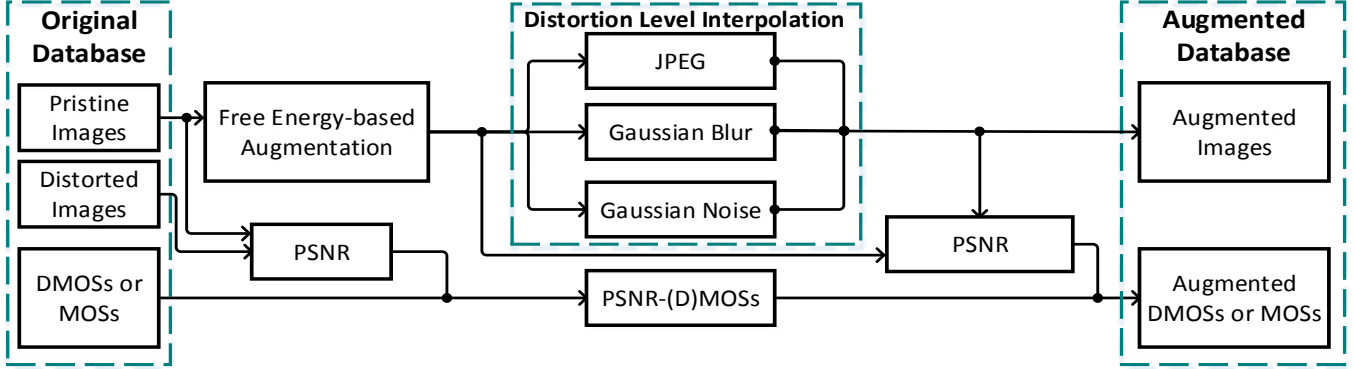 Original
Database
Pristine
Images
Distorted
Images
DMOSs or
MOSs
Free Energy-based
Augmentation
PSNR
Distortion Level Interpolation
JPEG
Gaussian Blur
Gaussian Noise
PSNR-(D)MOSs
PSNR
Augmented
Database
Augmented
Images
Augmented
DMOSs or MOSs